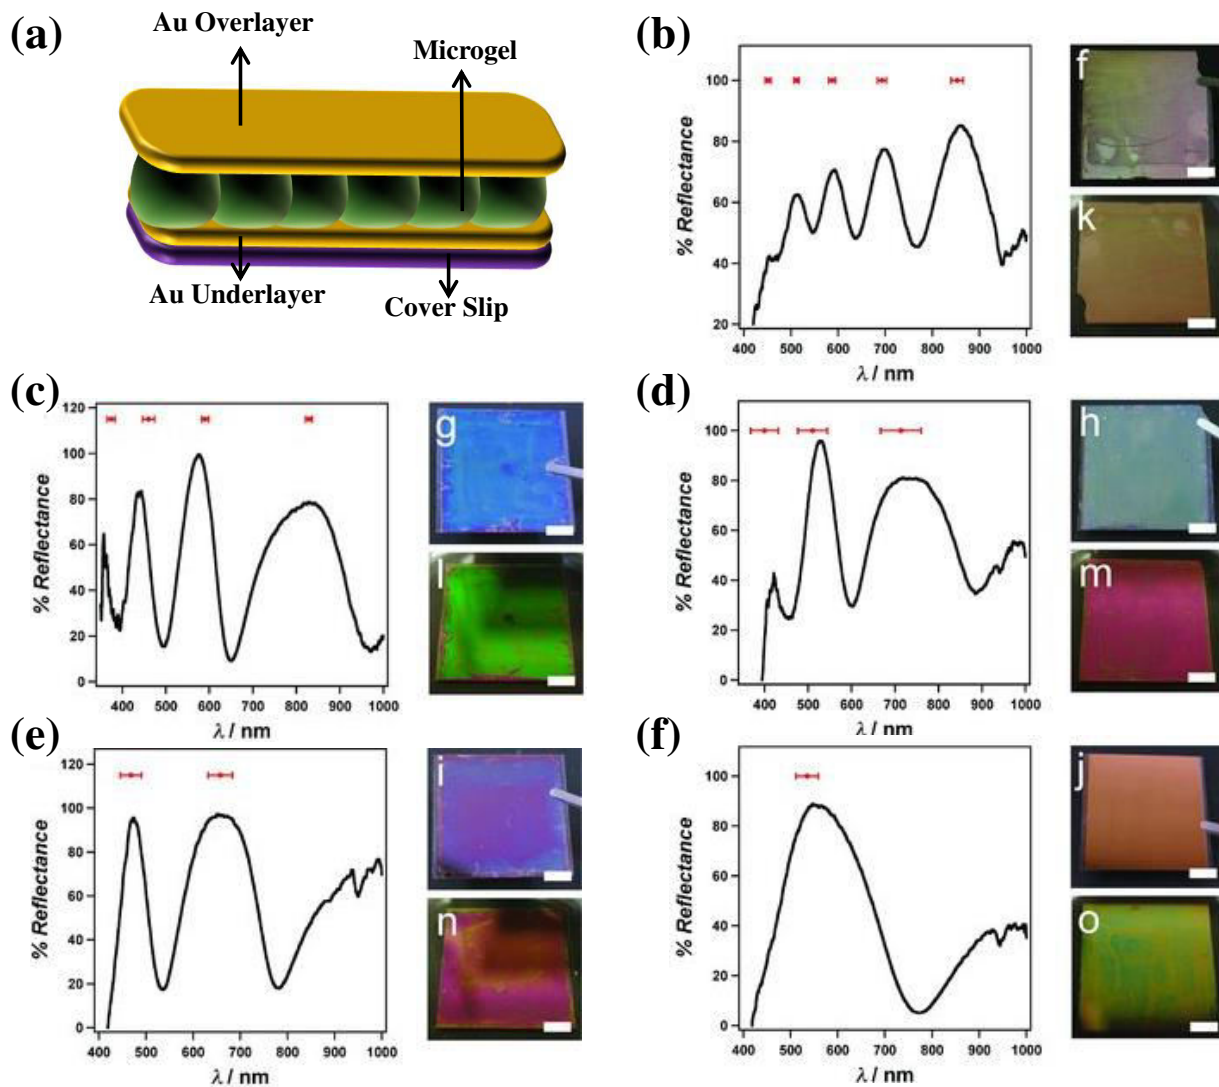 (a)
Au Overlayer
Microgel
Au Underlayer
Cover Slip
(b)
% Reflectance
100
80
60
40
20
400 500 600 700 800 900 1000
λ / nm
f
k
(c)
% Reflectance
120
100
80
60
40
20
0
400 500 600 700 800 900 1000
λ / nm
g
l
(d)
% Reflectance
100
80
60
40
20
0
400 500 600 700 800 900 1000
λ / nm
h
m
(e)
% Reflectance
120
100
80
60
40
20
0
400 500 600 700 800 900 1000
λ / nm
i
n
(f)
% Reflectance
100
80
60
40
20
0
400 500 600 700 800 900 1000
λ / nm
j
o